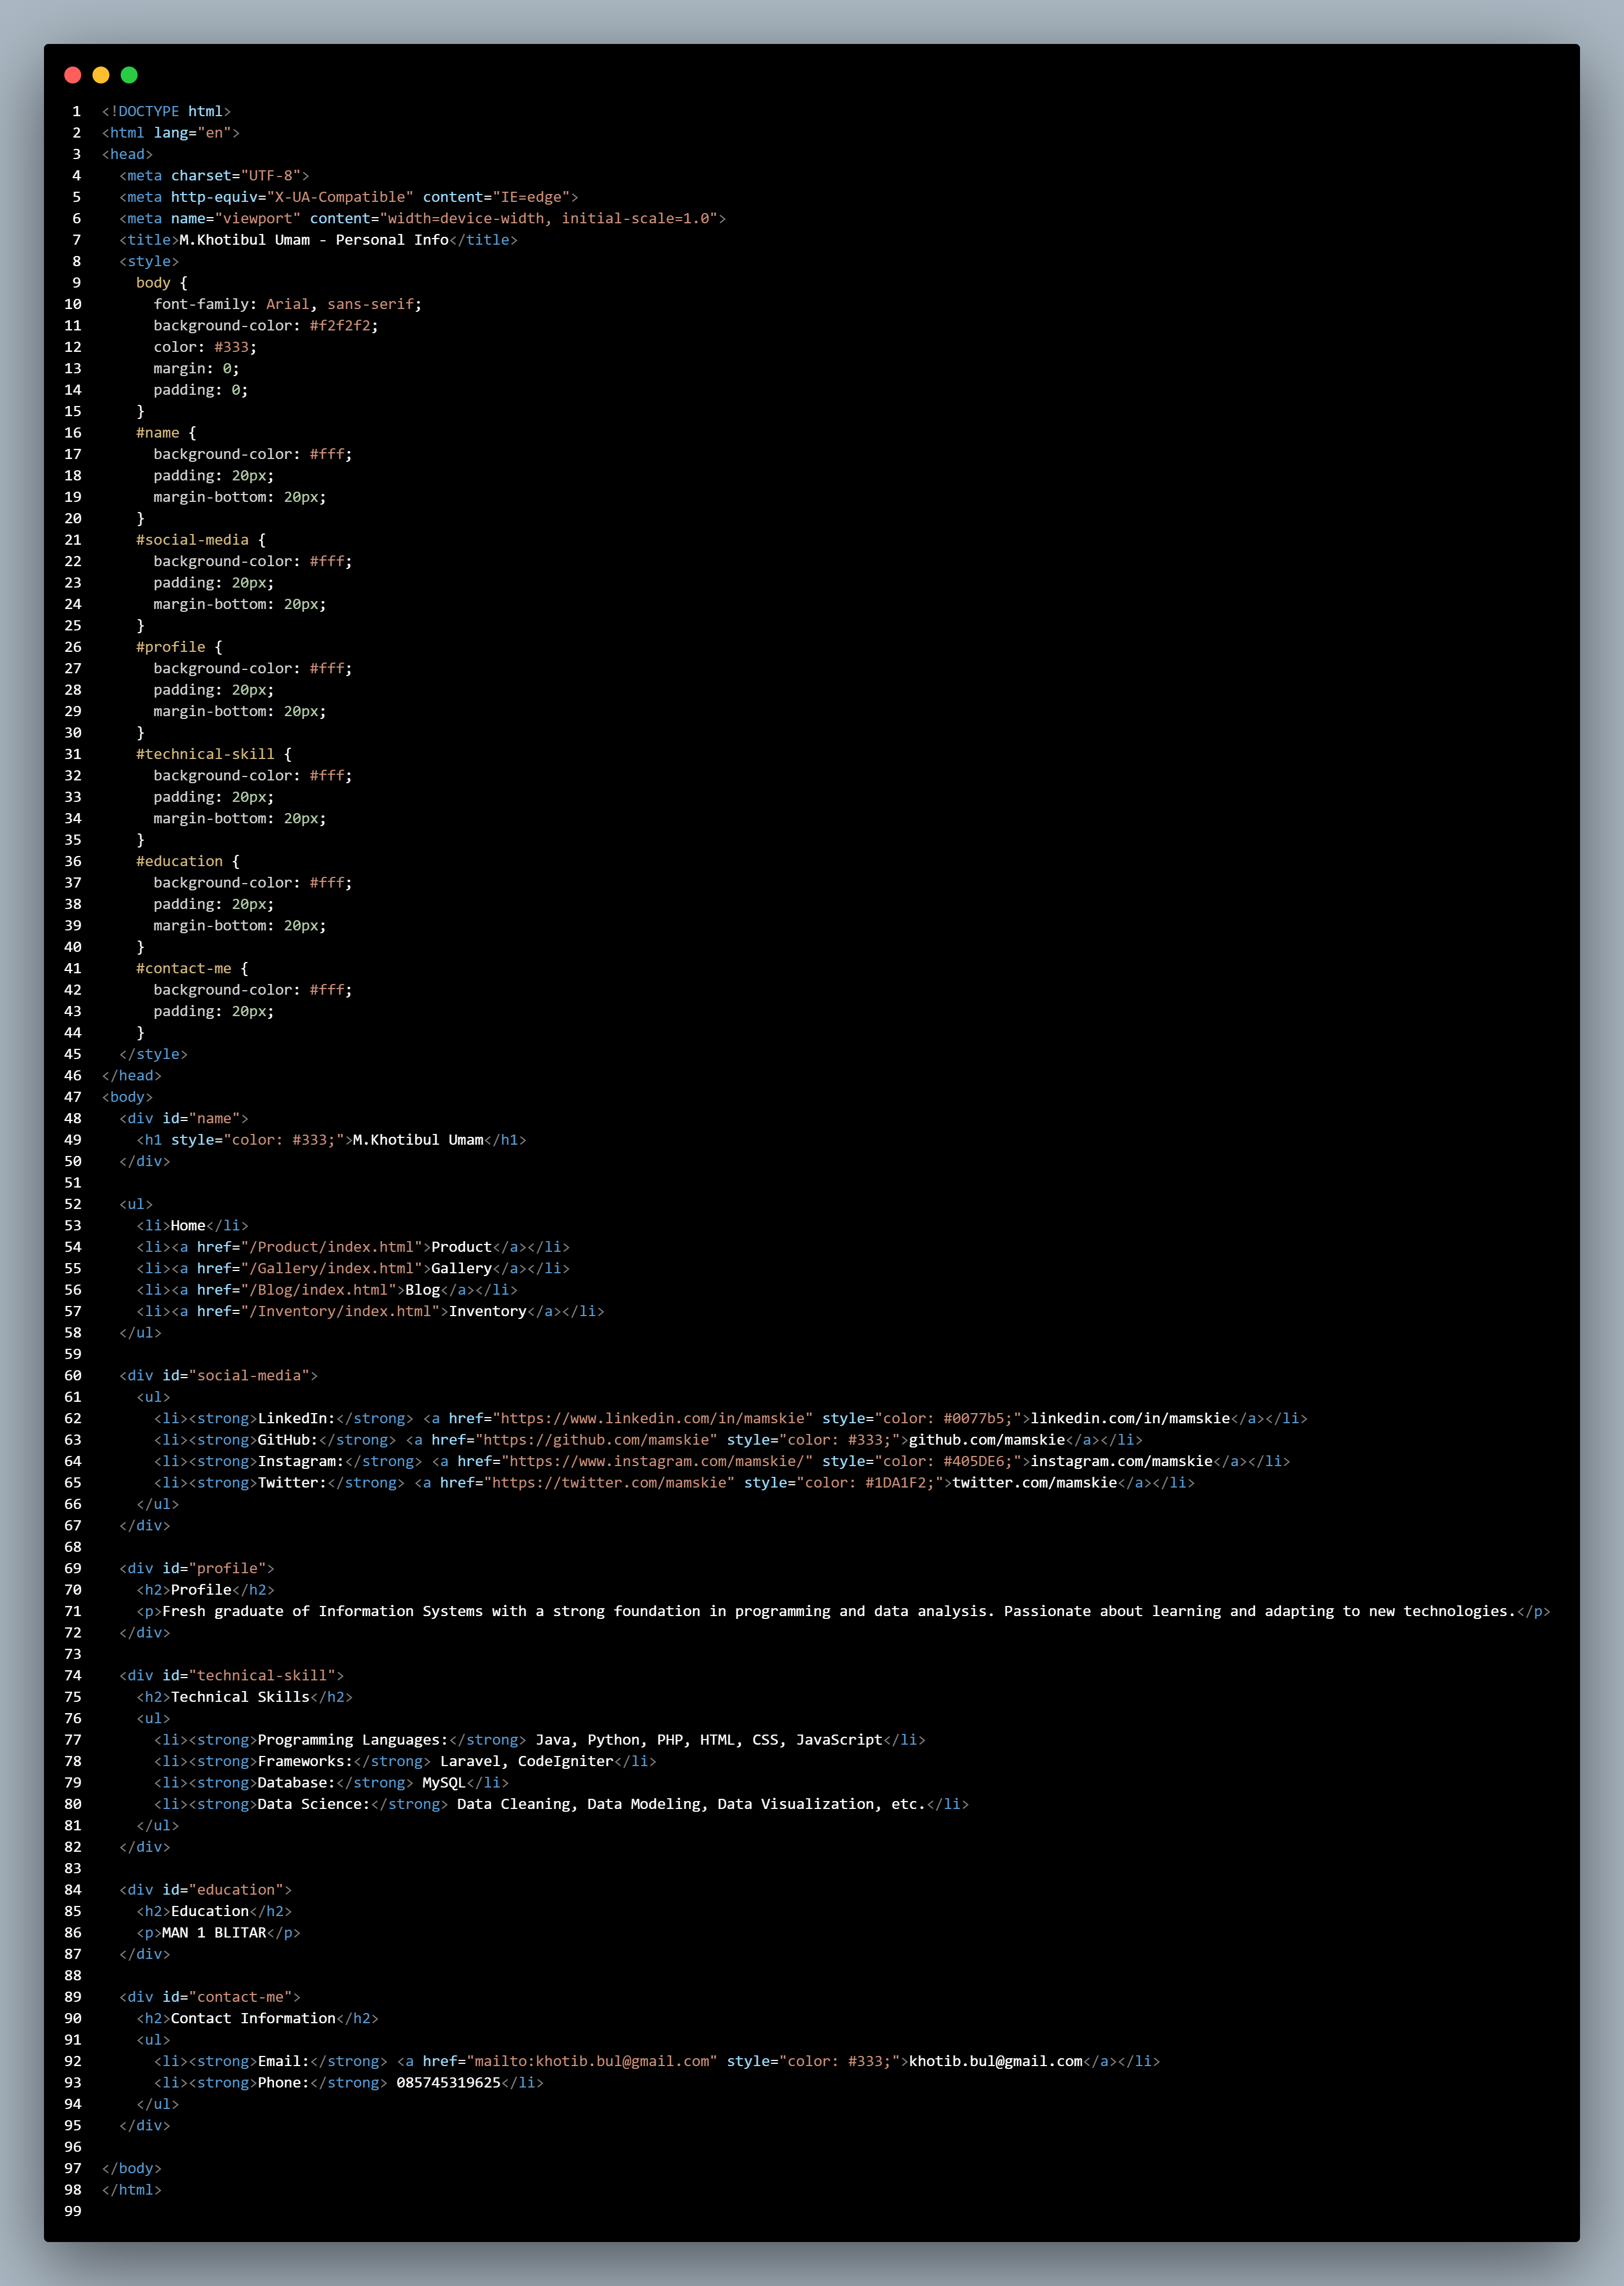 1 <!DOCTYPE html>
2 <html lang="en">
3 <head>
4   <meta charset="UTF-8">
5   <meta http-equiv="X-UA-Compatible" content="IE=edge">
6   <meta name="viewport" content="width=device-width, initial-scale=1.0">
7   <title>M.Khotibul Umam - Personal Info</title>
8   <style>
9     body {
10       font-family: Arial, sans-serif;
11       background-color: #f2f2f2;
12       color: #333;
13       margin: 0;
14       padding: 0;
15     }
16     #name {
17       background-color: #fff;
18       padding: 20px;
19       margin-bottom: 20px;
20     }
21     #social-media {
22       background-color: #fff;
23       padding: 20px;
24       margin-bottom: 20px;
25     }
26     #profile {
27       background-color: #fff;
28       padding: 20px;
29       margin-bottom: 20px;
30     }
31     #technical-skill {
32       background-color: #fff;
33       padding: 20px;
34       margin-bottom: 20px;
35     }
36     #education {
37       background-color: #fff;
38       padding: 20px;
39       margin-bottom: 20px;
40     }
41     #contact-me {
42       background-color: #fff;
43       padding: 20px;
44     }
45   </style>
46 </head>
47 <body>
48   <div id="name">
49     <h1 style="color: #333;">M.Khotibul Umam</h1>
50   </div>
51
52   <ul>
53     <li>Home</li>
54     <li><a href="/Product/index.html">Product</a></li>
55     <li><a href="/Gallery/index.html">Gallery</a></li>
56     <li><a href="/Blog/index.html">Blog</a></li>
57     <li><a href="/Inventory/index.html">Inventory</a></li>
58   </ul>
59
60   <div id="social-media">
61     <ul>
62       <li><strong>LinkedIn:</strong> <a href="https://www.linkedin.com/in/mamskie" style="color: #0077b5;">linkedin.com/in/mamskie</a></li>
63       <li><strong>GitHub:</strong> <a href="https://github.com/mamskie" style="color: #333;">github.com/mamskie</a></li>
64       <li><strong>Instagram:</strong> <a href="https://www.instagram.com/mamskie/" style="color: #405DE6;">instagram.com/mamskie</a></li>
65       <li><strong>Twitter:</strong> <a href="https://twitter.com/mamskie" style="color: #1DA1F2;">twitter.com/mamskie</a></li>
66     </ul>
67   </div>
68
69   <div id="profile">
70     <h2>Profile</h2>
71     <p>Fresh graduate of Information Systems with a strong foundation in programming and data analysis. Passionate about learning and adapting to new technologies.</p>
72   </div>
73
74   <div id="technical-skill">
75     <h2>Technical Skills</h2>
76     <ul>
77       <li><strong>Programming Languages:</strong> Java, Python, PHP, HTML, CSS, JavaScript</li>
78       <li><strong>Frameworks:</strong> Laravel, CodeIgniter</li>
79       <li><strong>Database:</strong> MySQL</li>
80       <li><strong>Data Science:</strong> Data Cleaning, Data Modeling, Data Visualization, etc.</li>
81     </ul>
82   </div>
83
84   <div id="education">
85     <h2>Education</h2>
86     <p>MAN 1 BLITAR</p>
87   </div>
88
89   <div id="contact-me">
90     <h2>Contact Information</h2>
91     <ul>
92       <li><strong>Email:</strong> <a href="mailto:khotib.bul@gmail.com" style="color: #333;">khotib.bul@gmail.com</a></li>
93       <li><strong>Phone:</strong> 085745319625</li>
94     </ul>
95   </div>
96
97 </body>
98 </html>
99